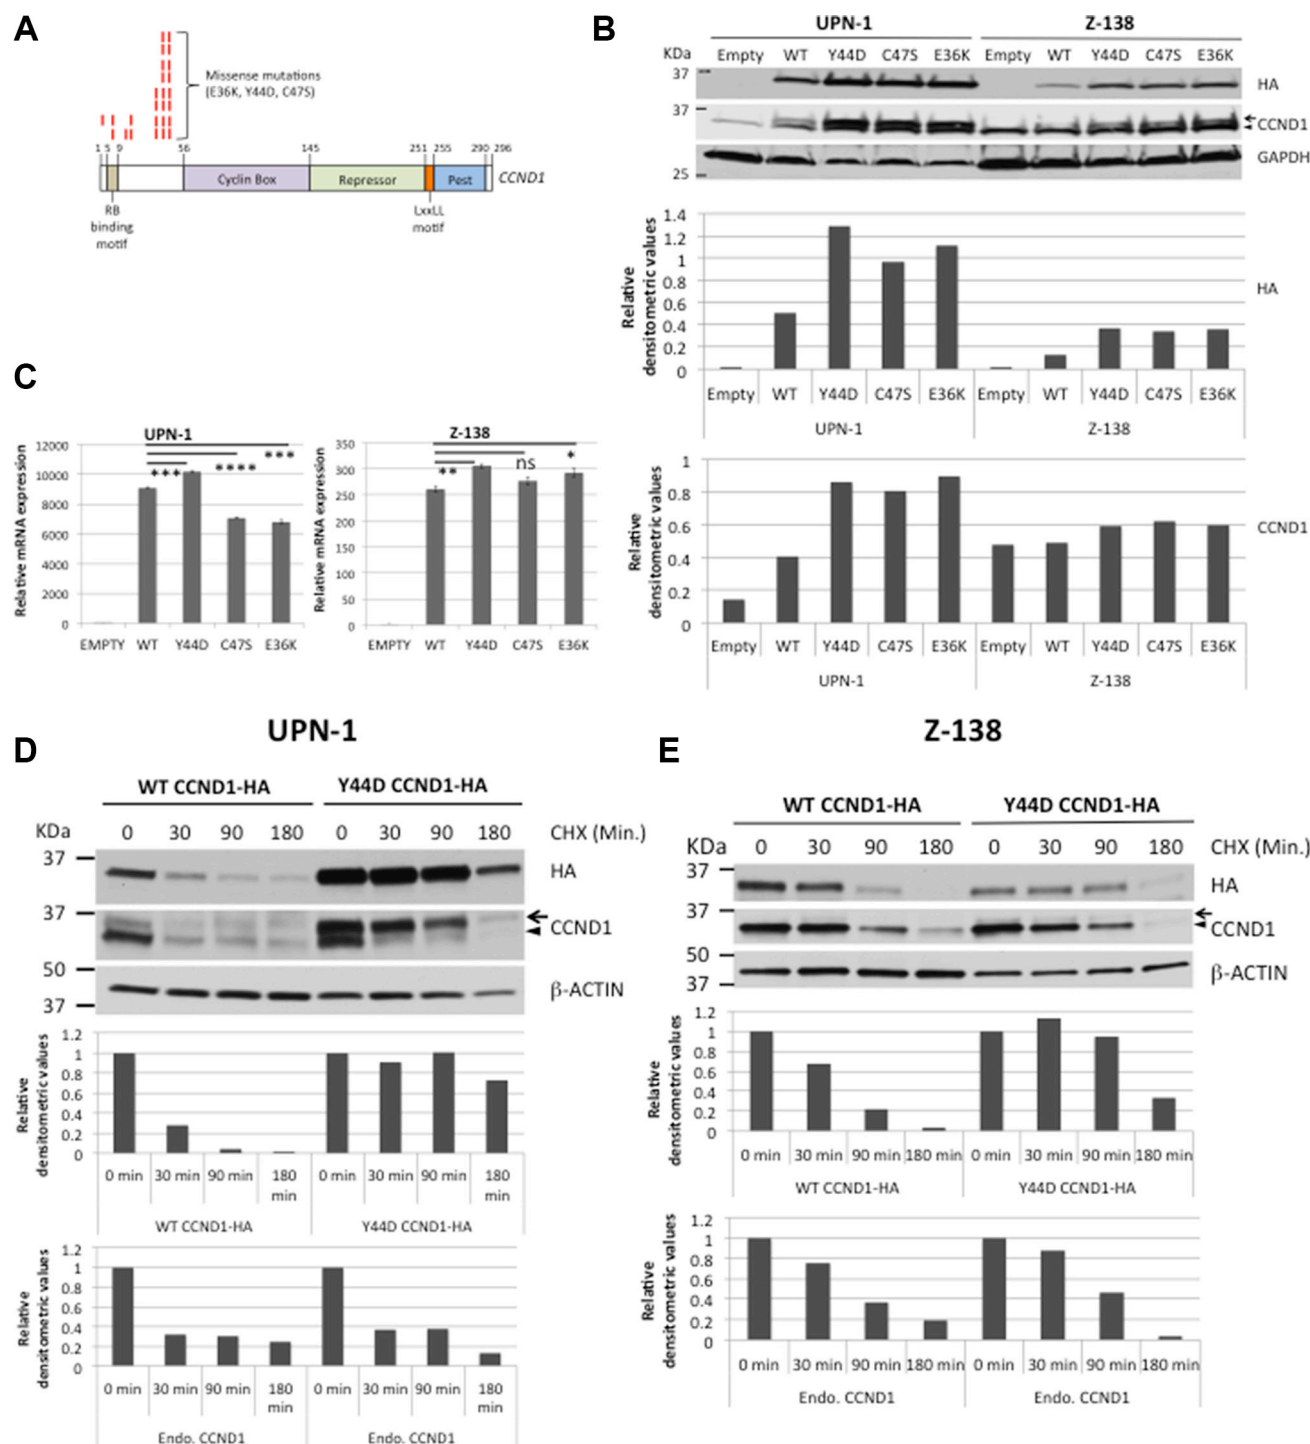 A
Missense mutations
(E36K, Y44D, C47S)
1 5 9 56 145 251 255 290 296
Cyclin Box Repressor Pest CCND1
RB
binding
motif
LxxLL
motif
B
UPN-1 Z-138
KDa Empty WT Y44D C47S E36K Empty WT Y44D C47S E36K
37 HA
37 CCND1
25 GAPDH
Relative
densitometric values
1.4
1.2
1
0.8
0.6
0.4
0.2
0
HA
Empty WT Y44D C47S E36K Empty WT Y44D C47S E36K
UPN-1 Z-138
Relative
densitometric values
1
0.8
0.6
0.4
0.2
0
CCND1
Empty WT Y44D C47S E36K Empty WT Y44D C47S E36K
UPN-1 Z-138
C
UPN-1
Relative mRNA expression
12000
10000
8000
6000
4000
2000
0
*** **** ***
EMPTY WT Y44D C47S E36K
Z-138
Relative mRNA expression
350
300
250
200
150
100
50
0
** ns *
EMPTY WT Y44D C47S E36K
D
UPN-1
WT CCND1-HA Y44D CCND1-HA
KDa 0 30 90 180 0 30 90 180 CHX (Min.)
37 HA
37 CCND1
50 β-ACTIN
37
Relative
densitometric values
1.2
1
0.8
0.6
0.4
0.2
0
0 min 30 min 90 min 180 min 0 min 30 min 90 min 180 min
WT CCND1-HA Y44D CCND1-HA
Relative
densitometric values
1.2
1
0.8
0.6
0.4
0.2
0
0 min 30 min 90 min 180 min 0 min 30 min 90 min 180 min
Endo. CCND1 Endo. CCND1
E
Z-138
WT CCND1-HA Y44D CCND1-HA
KDa 0 30 90 180 0 30 90 180 CHX (Min.)
37 HA
37 CCND1
50 β-ACTIN
37
Relative
densitometric values
1.2
1
0.8
0.6
0.4
0.2
0
0 min 30 min 90 min 180 min 0 min 30 min 90 min 180 min
WT CCND1-HA Y44D CCND1-HA
Relative
densitometric values
1.2
1
0.8
0.6
0.4
0.2
0
0 min 30 min 90 min 180 min 0 min 30 min 90 min 180 min
Endo. CCND1 Endo. CCND1